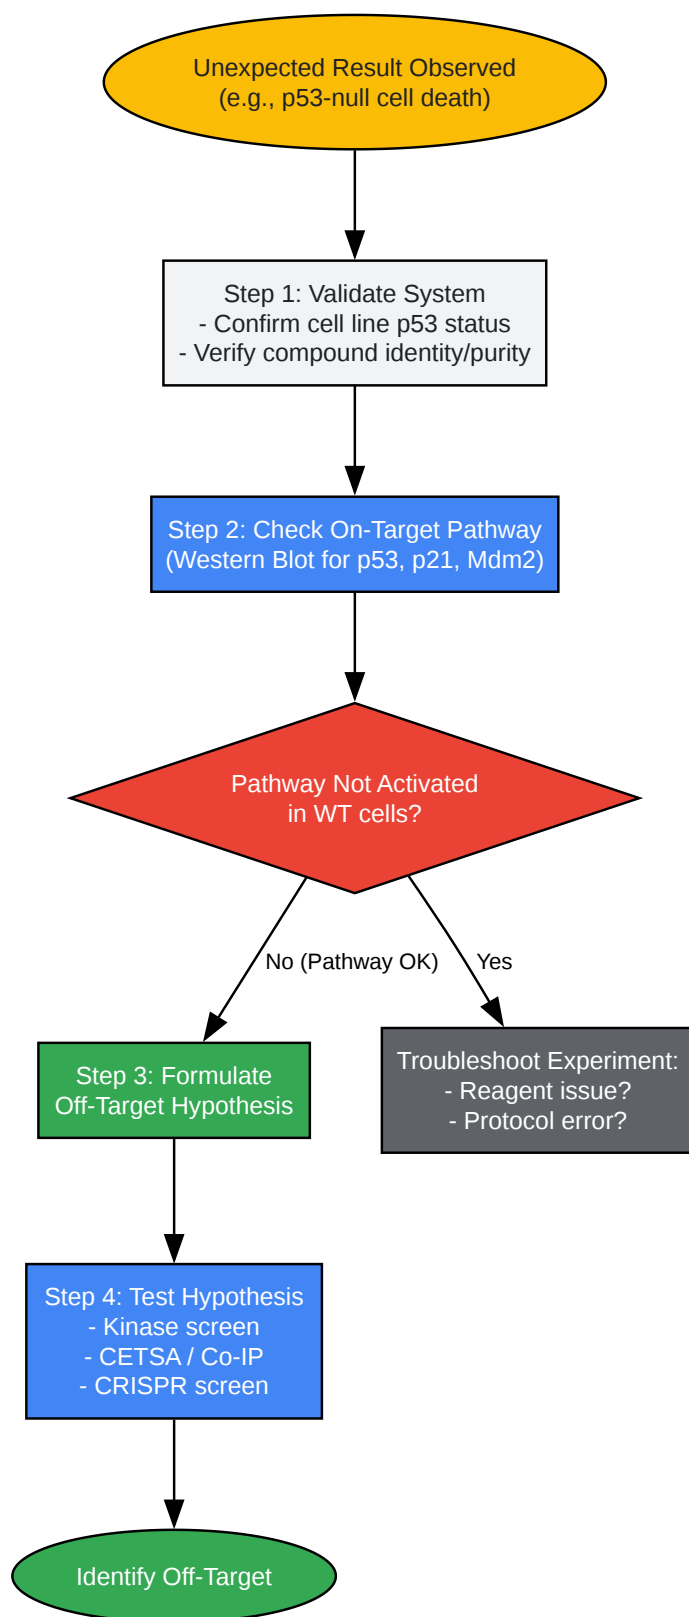 Unexpected Result Observed
(e.g., p53-null cell death)
Step 1: Validate System
- Confirm cell line p53 status
- Verify compound identity/purity
Step 2: Check On-Target Pathway
(Western Blot for p53, p21, Mdm2)
Pathway Not Activated
in WT cells?
No (Pathway OK)
Yes
Step 3: Formulate
Off-Target Hypothesis
Troubleshoot Experiment:
- Reagent issue?
- Protocol error?
Step 4: Test Hypothesis
- Kinase screen
- CETSA / Co-IP
- CRISPR screen
Identify Off-Target